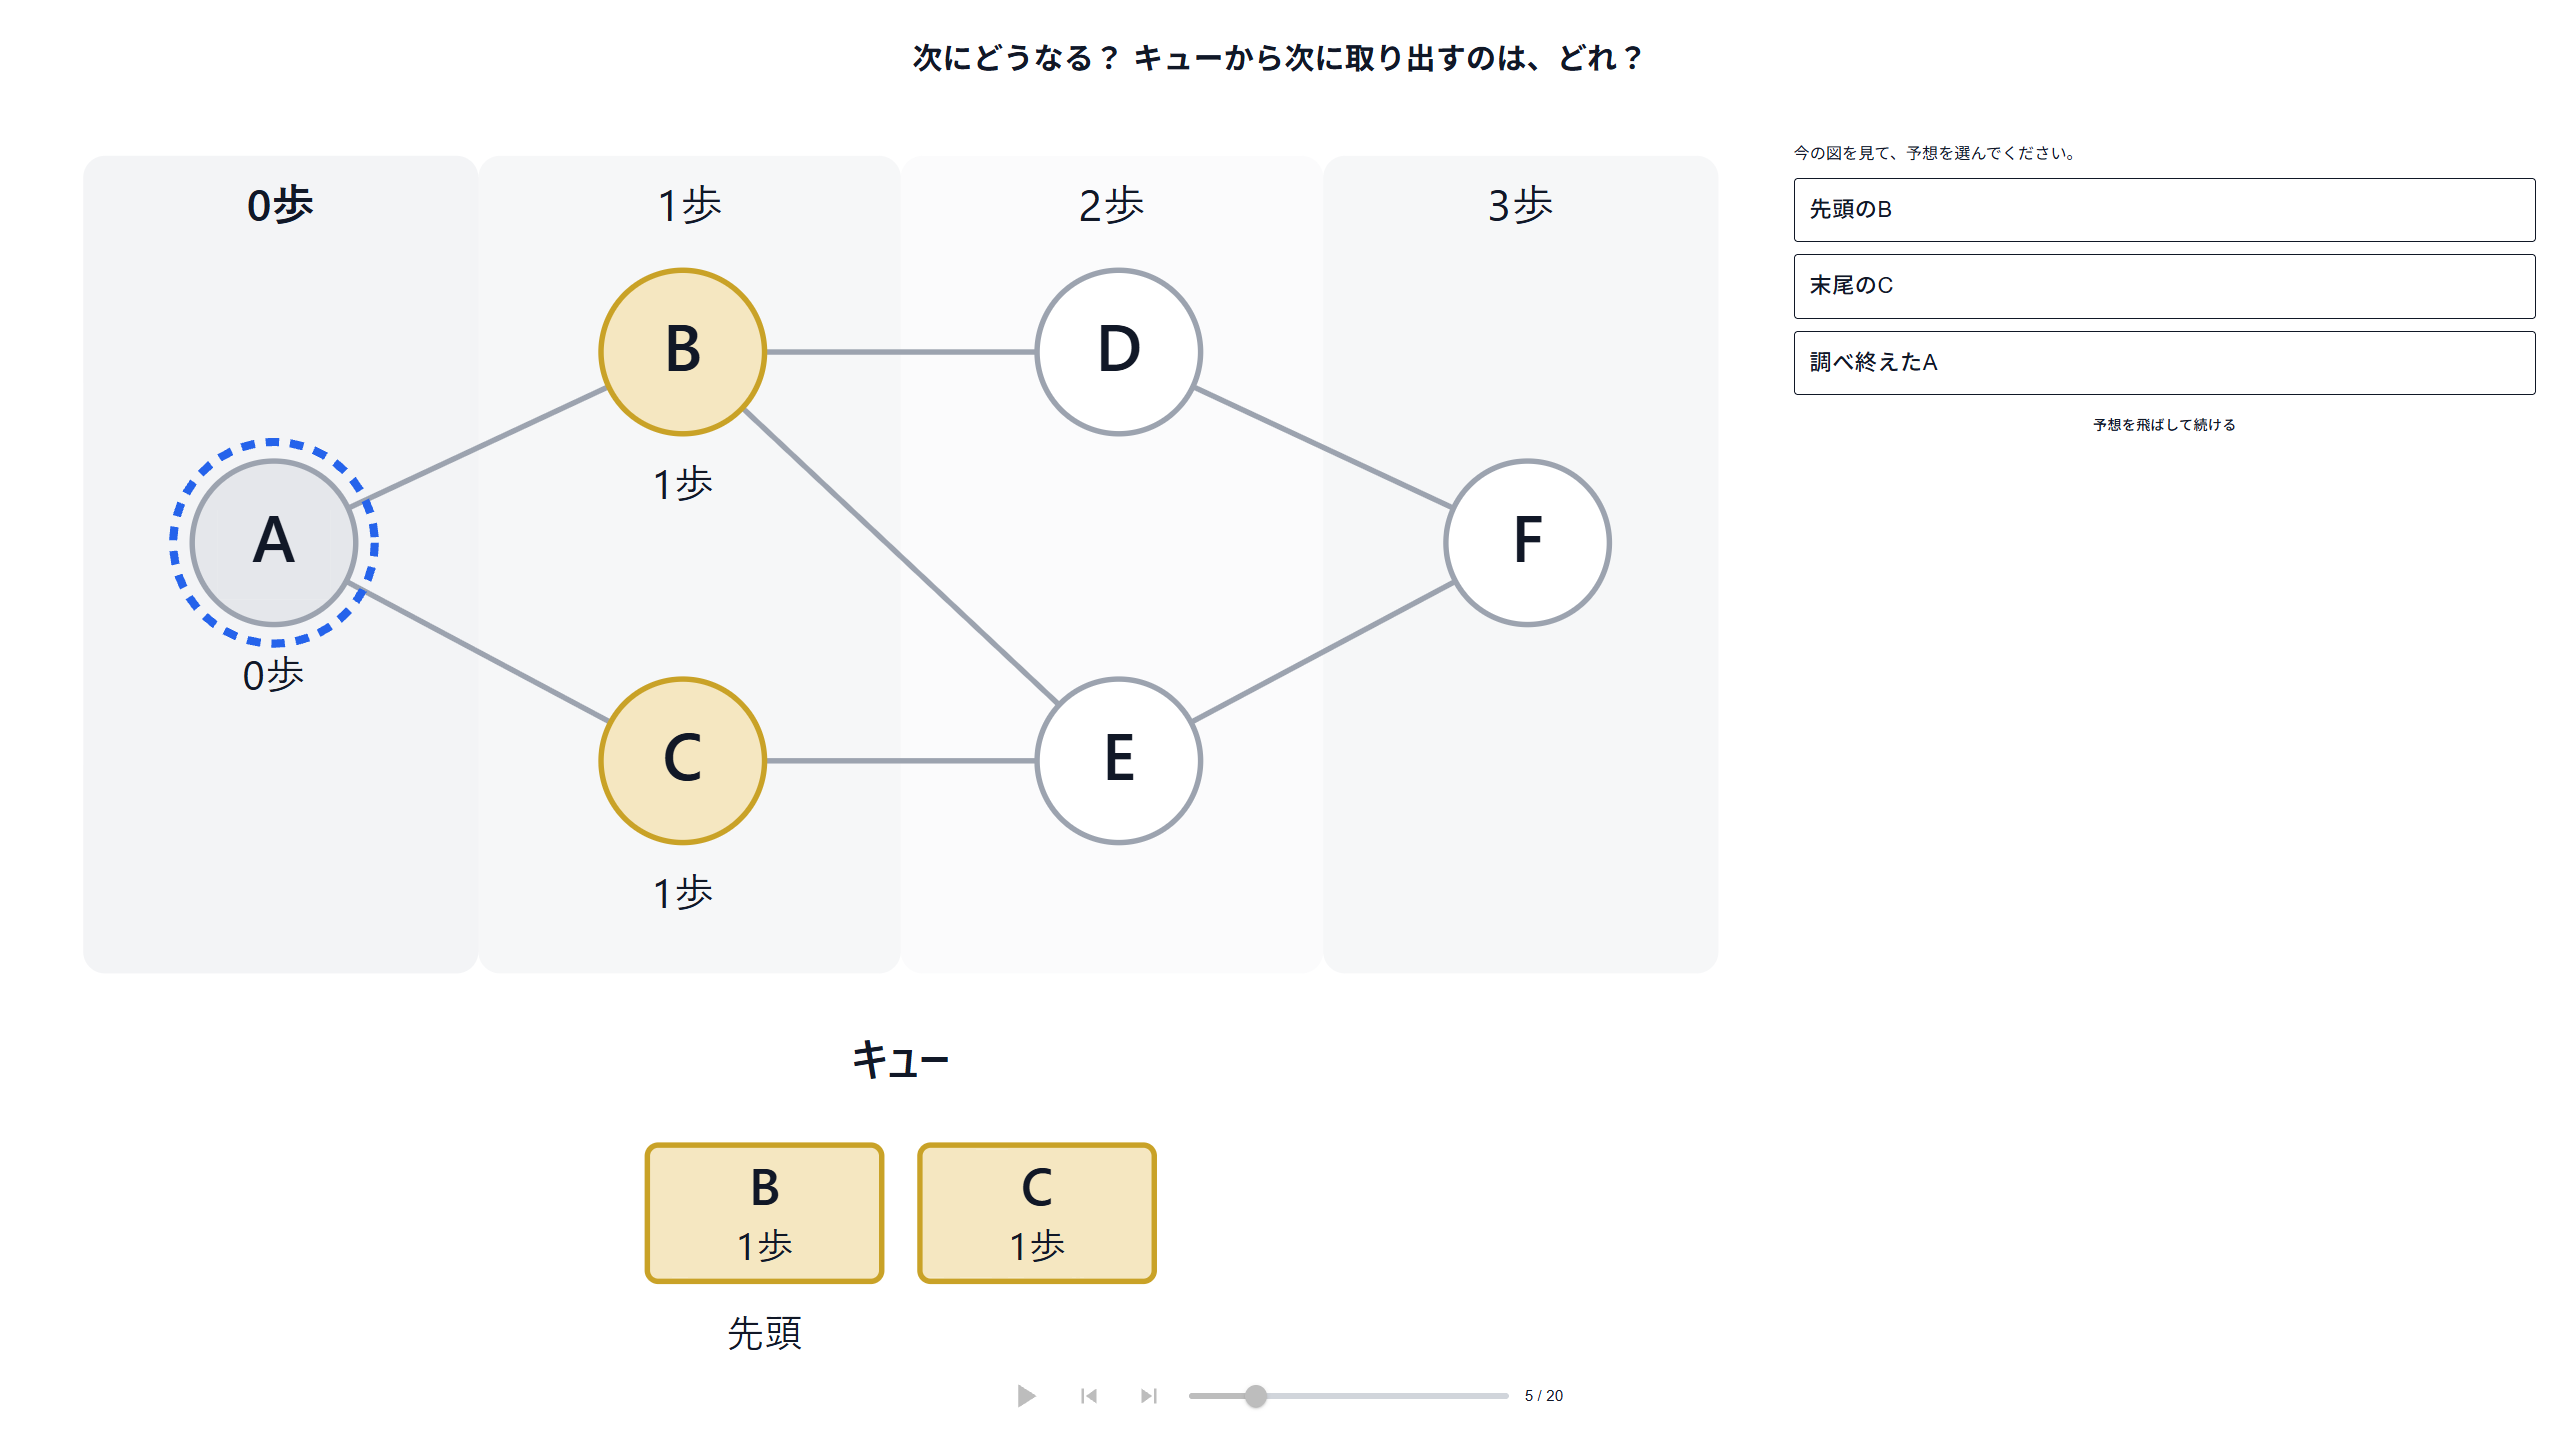 次にどうなる？ キューから次に取り出すのは、どれ？
0歩
1歩
2歩
3歩
B
1歩
D
A
0歩
F
C
1歩
E
今の図を見て、予想を選んでください。
先頭のB
末尾のC
調べ終えたA
予想を飛ばして続ける
キュー
B
1歩
C
1歩
先頭
5 / 20